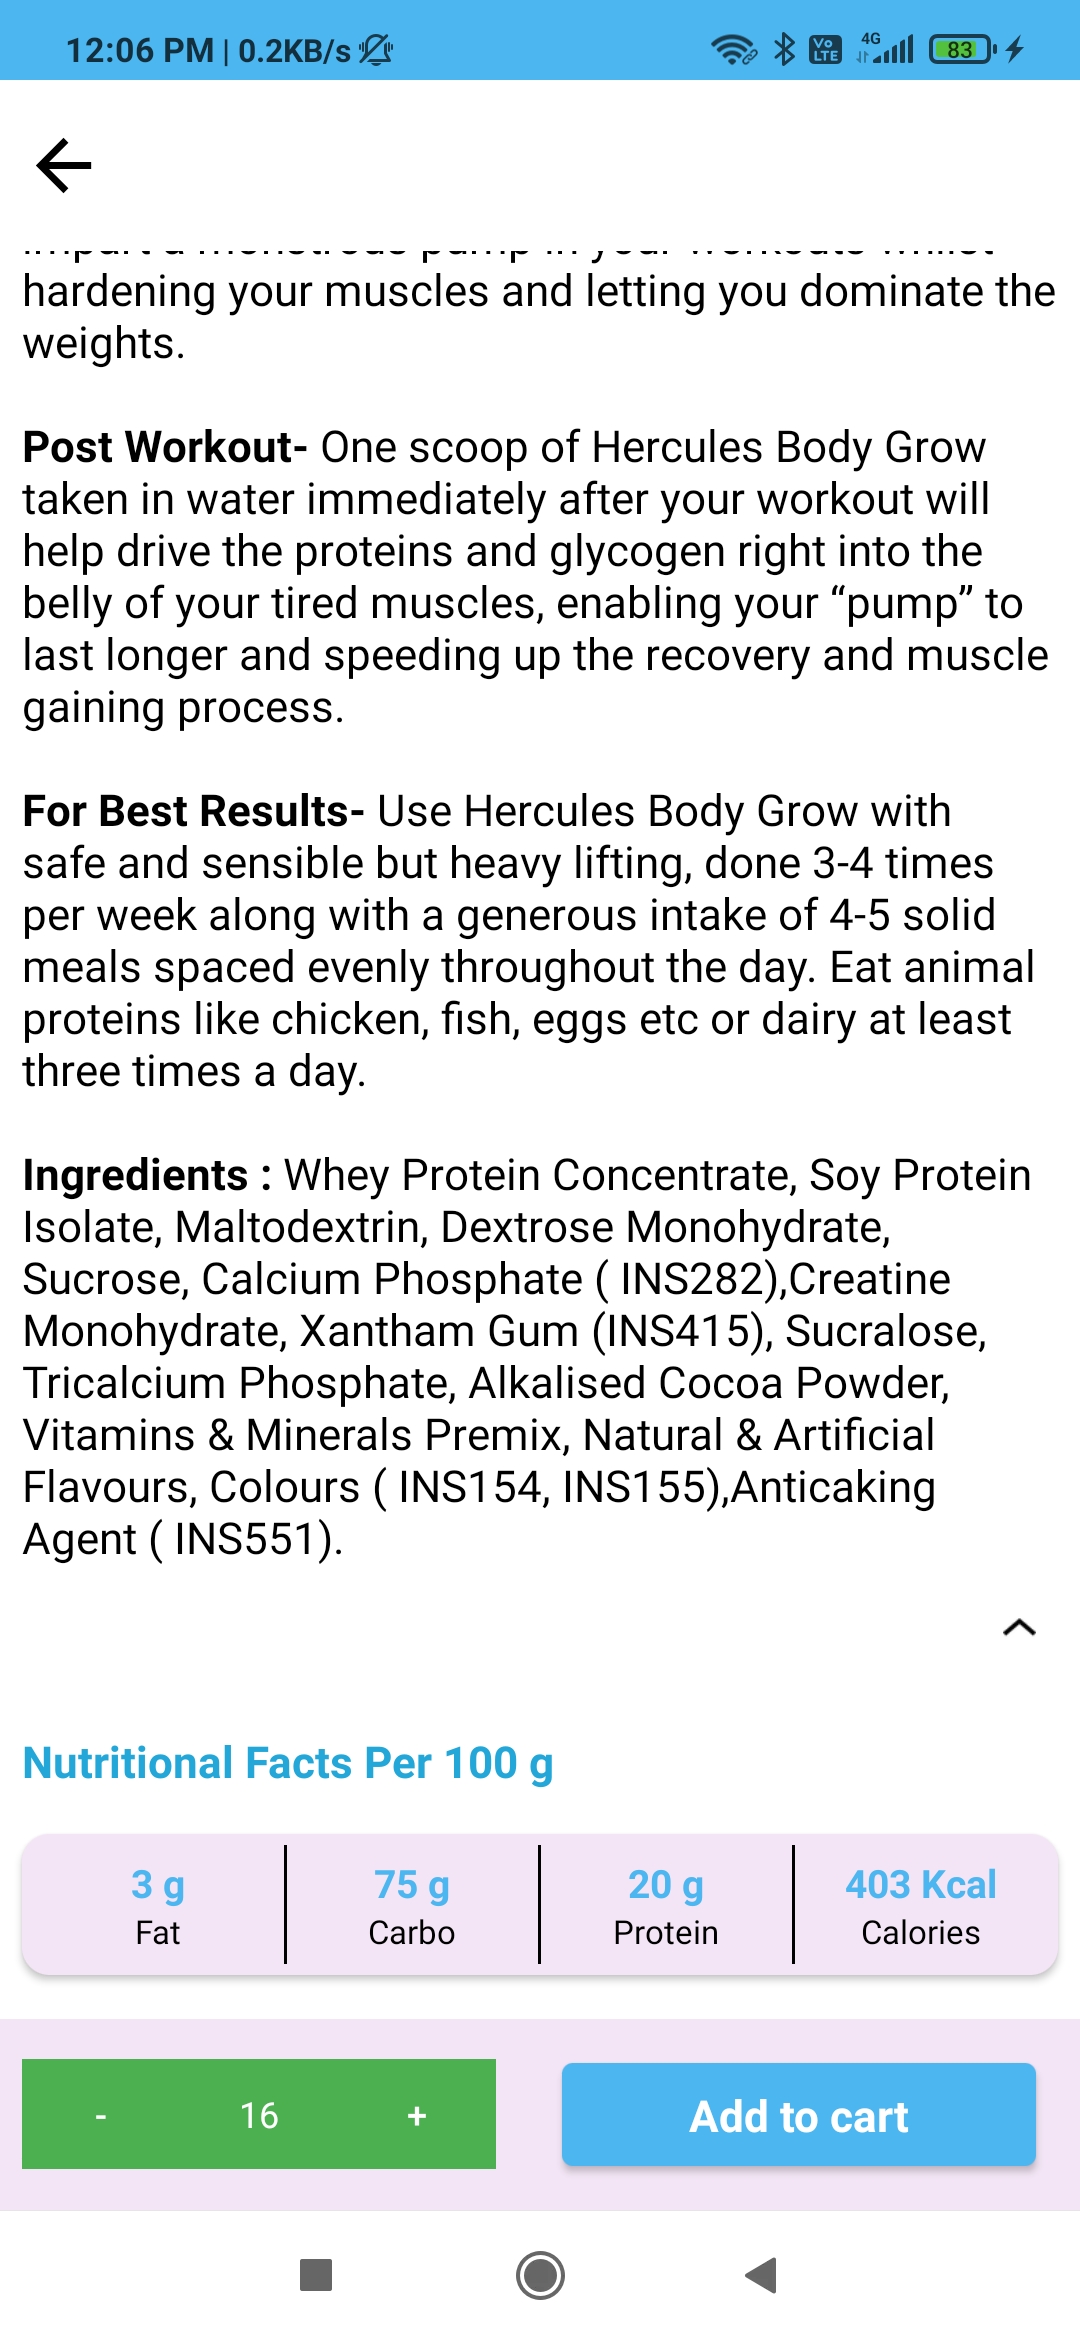 12:06 PM | 0.2KB/s
Vo LTE 4G 83
hardening your muscles and letting you dominate the
weights.
Post Workout- One scoop of Hercules Body Grow
taken in water immediately after your workout will
help drive the proteins and glycogen right into the
belly of your tired muscles, enabling your “pump” to
last longer and speeding up the recovery and muscle
gaining process.
For Best Results- Use Hercules Body Grow with
safe and sensible but heavy lifting, done 3-4 times
per week along with a generous intake of 4-5 solid
meals spaced evenly throughout the day. Eat animal
proteins like chicken, fish, eggs etc or dairy at least
three times a day.
Ingredients : Whey Protein Concentrate, Soy Protein
Isolate, Maltodextrin, Dextrose Monohydrate,
Sucrose, Calcium Phosphate ( INS282),Creatine
Monohydrate, Xantham Gum (INS415), Sucralose,
Tricalcium Phosphate, Alkalised Cocoa Powder,
Vitamins & Minerals Premix, Natural & Artificial
Flavours, Colours ( INS154, INS155),Anticaking
Agent ( INS551).
Nutritional Facts Per 100 g
3 g 75 g 20 g 403 Kcal
Fat Carbo Protein Calories
- 16 + Add to cart